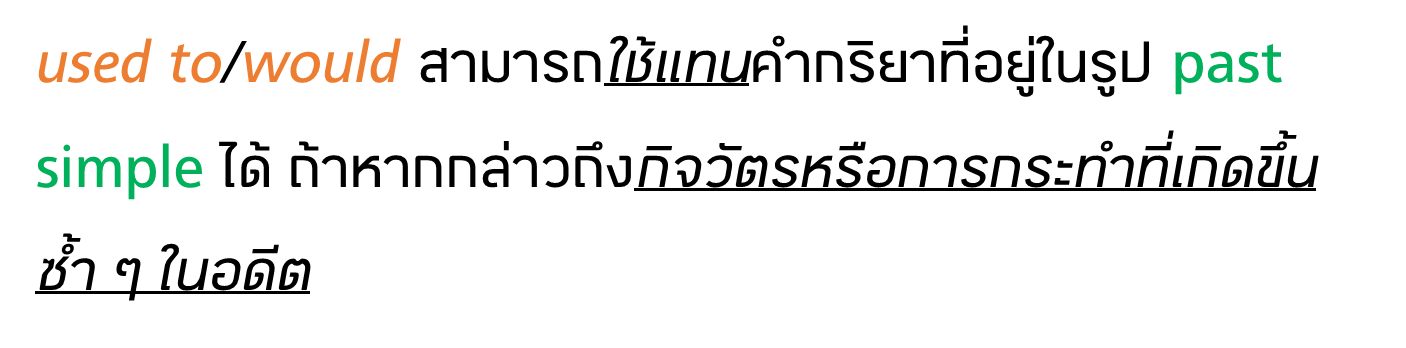 used to/would สามารถใช้แทนคำกริยาที่อยู่ในรูป past
simple ได้ ถ้าหากกล่าวถึงกิจวัตรหรือการกระทำที่เกิดขึ้น
ซ้ำ ๆ ในอดีต